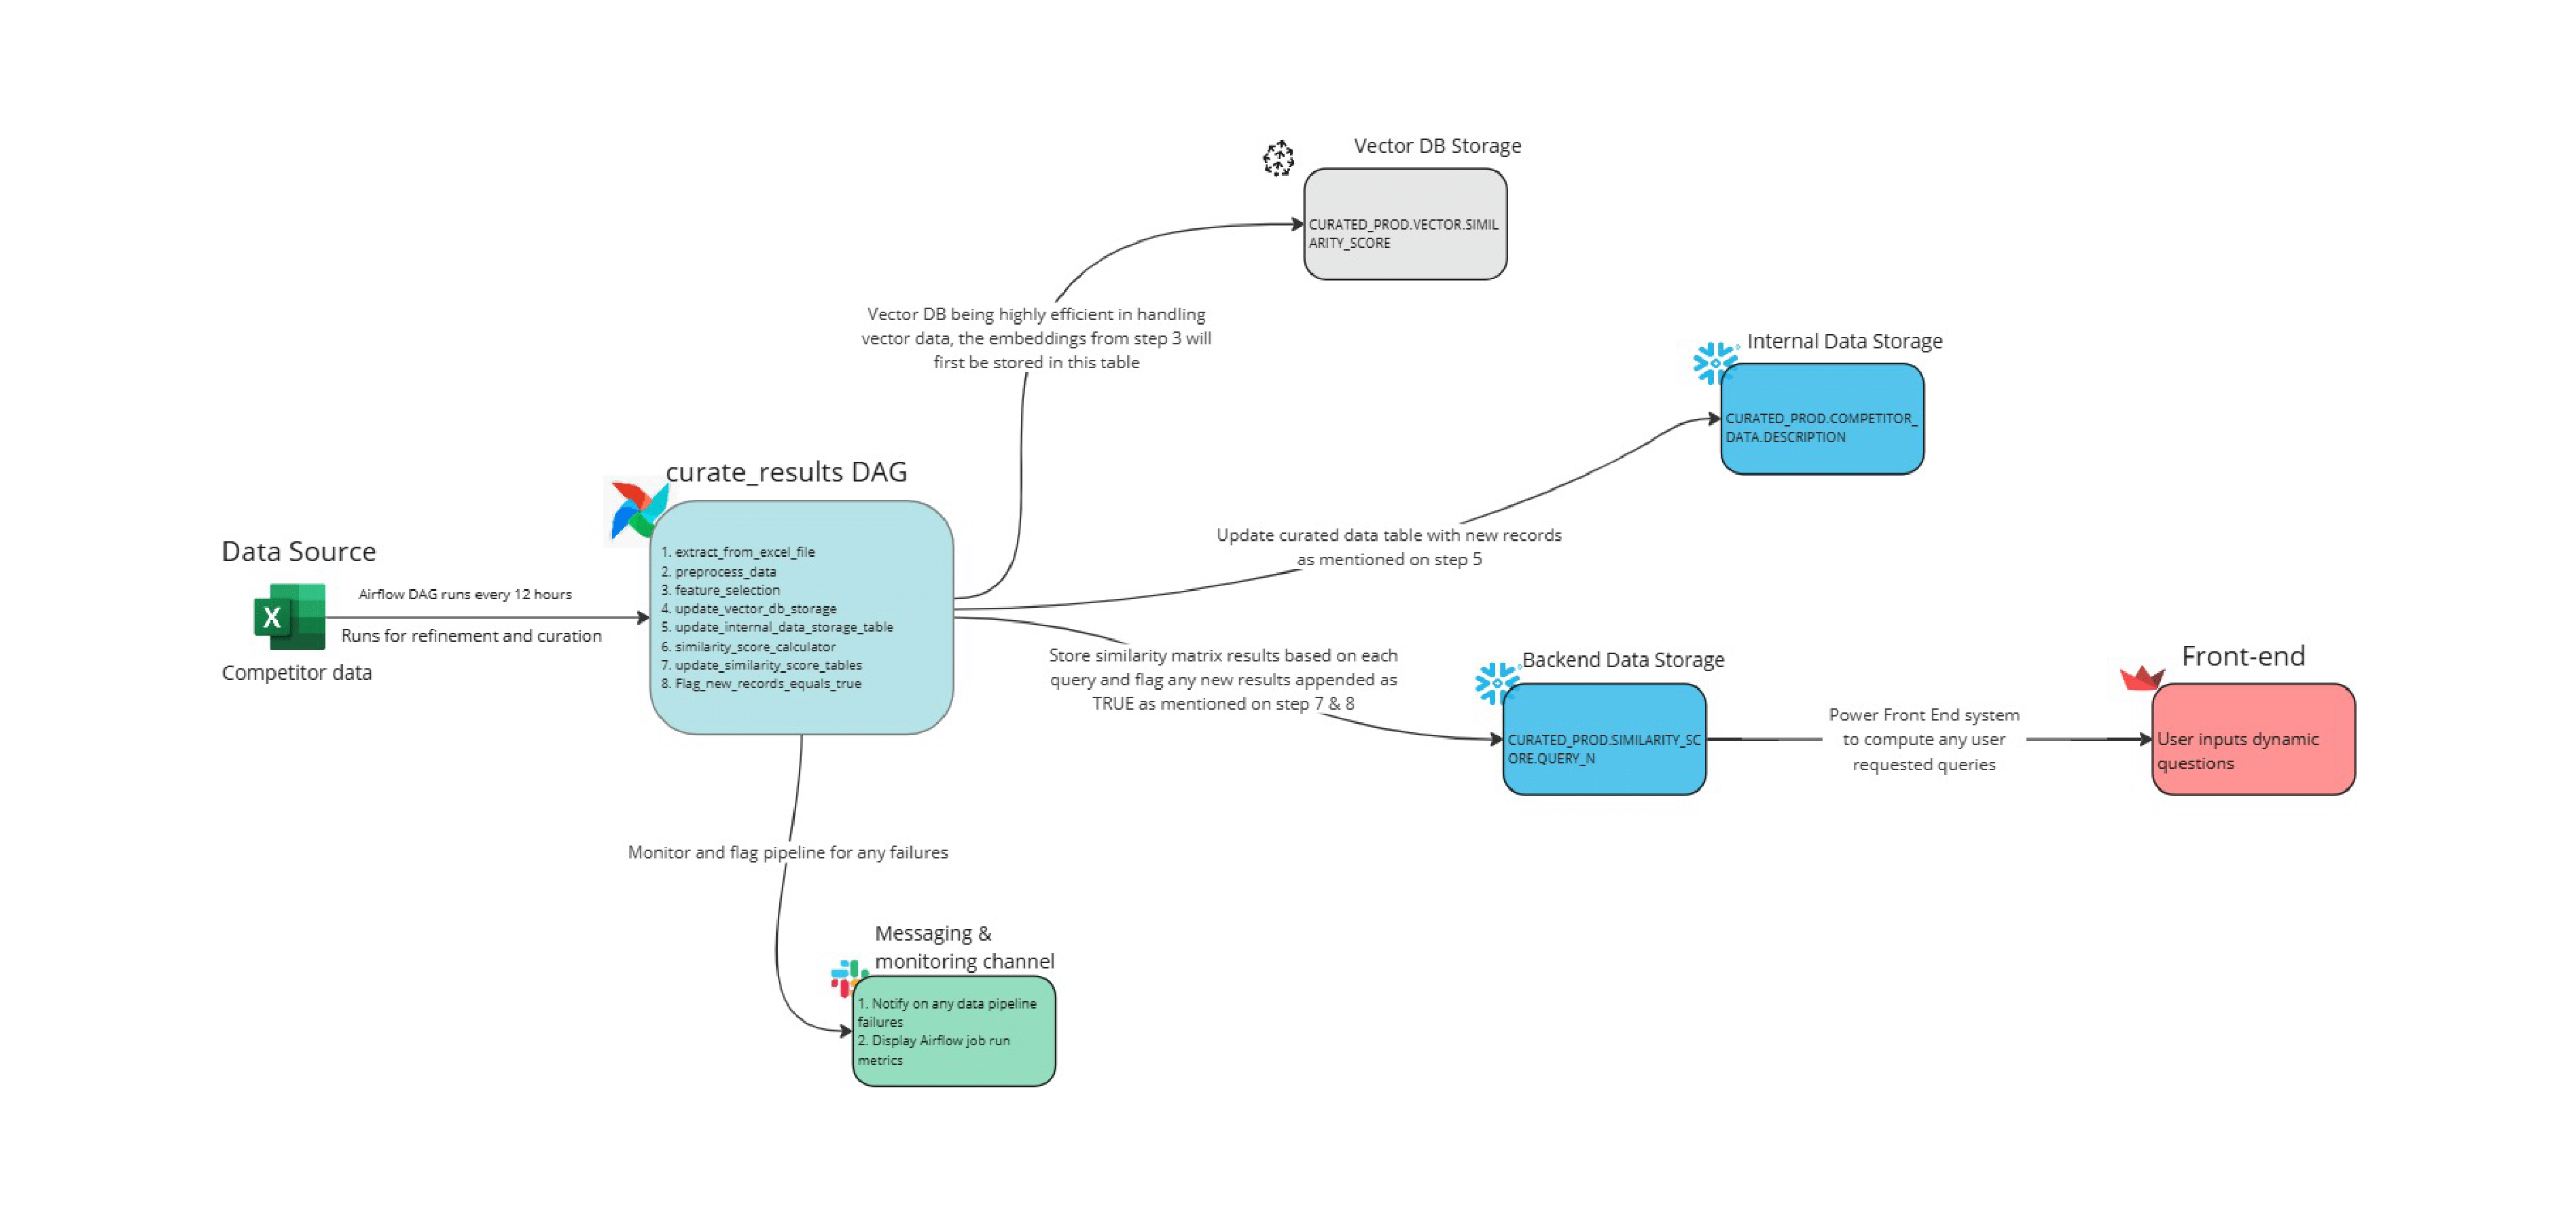 Vector DB Storage
CURATED_PROD.VECTOR.SIMIL
ARITY_SCORE
Vector DB being highly efficient in handling
vector data, the embeddings from step 3 will
first be stored in this table
Internal Data Storage
CURATED_PROD.COMPETITOR_
DATA.DESCRIPTION
Update curated data table with new records
as mentioned on step 5
curate_results DAG
1. extract_from_excel_file
2. preprocess_data
3. feature_selection
4. update_vector_db_storage
5. update_internal_data_storage_table
6. similarity_score_calculator
7. update_similarity_score_tables
8. Flag_new_records_equals_true
Data Source
X
Airflow DAG runs every 12 hours
Runs for refinement and curation
Competitor data
Store similarity matrix results based on each
query and flag any new results appended as
TRUE as mentioned on step 7 & 8
Backend Data Storage
CURATED_PROD.SIMILARITY_SC
ORE.QUERY_N
Power Front End system
to compute any user
requested queries
Front-end
User inputs dynamic
questions
Monitor and flag pipeline for any failures
Messaging &
monitoring channel
1. Notify on any data pipeline
failures
2. Display Airflow job run
metrics